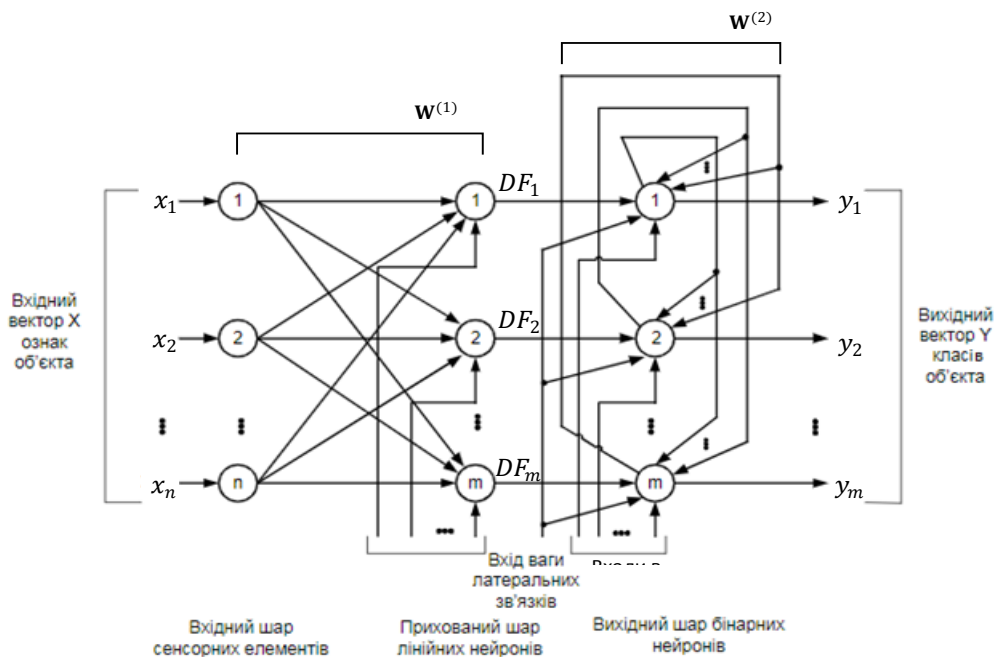 W⁽²⁾
W⁽¹⁾
x₁
1
1
DF₁
1
y₁
Вхідний
вектор X
ознак
об'єкта
x₂
2
2
DF₂
2
y₂
Вихідний
вектор Y
класів
об'єкта
xₙ
n
m
DFₘ
m
yₘ
Вхід ваги
латеральних
зв'язків
Вхідний шар
сенсорних елементів
Прихований шар
лінійних нейронів
Вихідний шар бінарних
нейронів